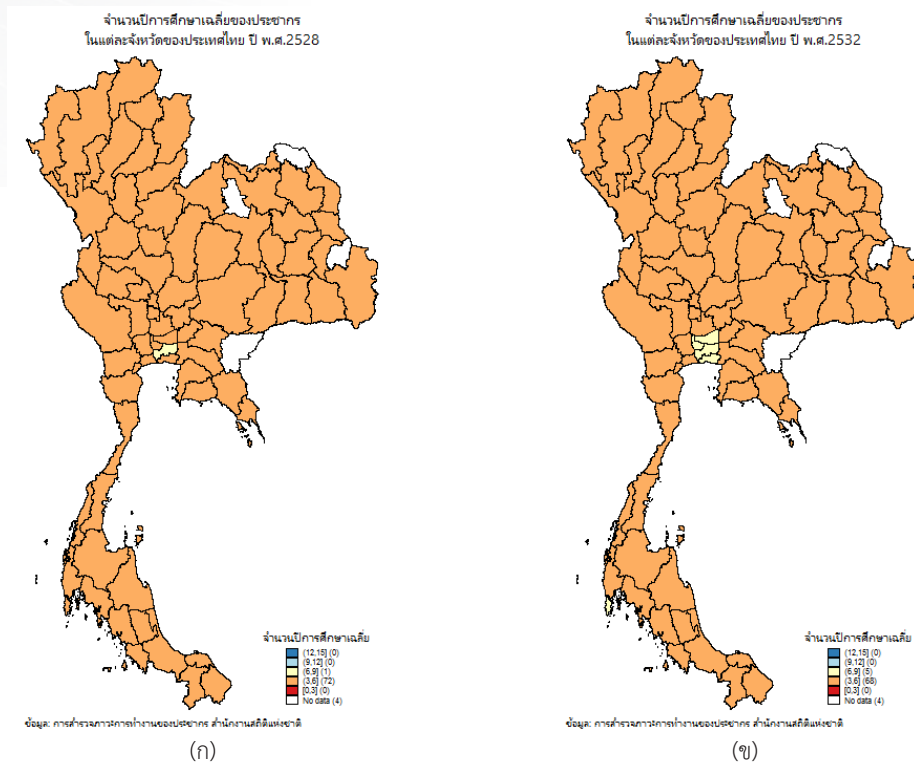 จำนวนปีการศึกษาเฉลี่ยของประชากร
ในแต่ละจังหวัดของประเทศไทย ปี พ.ศ.2528
จำนวนปีการศึกษาเฉลี่ย
(12,15] (0)
(9,12] (0)
(6,9] (1)
(3,6] (72)
[0,3] (0)
No data (4)
ข้อมูล: การสำรวจภาวะการทำงานของประชากร สำนักงานสถิติแห่งชาติ
(ก)
จำนวนปีการศึกษาเฉลี่ยของประชากร
ในแต่ละจังหวัดของประเทศไทย ปี พ.ศ.2532
จำนวนปีการศึกษาเฉลี่ย
(12,15] (0)
(9,12] (0)
(6,9] (5)
(3,6] (68)
[0,3] (0)
No data (4)
ข้อมูล: การสำรวจภาวะการทำงานของประชากร สำนักงานสถิติแห่งชาติ
(ข)